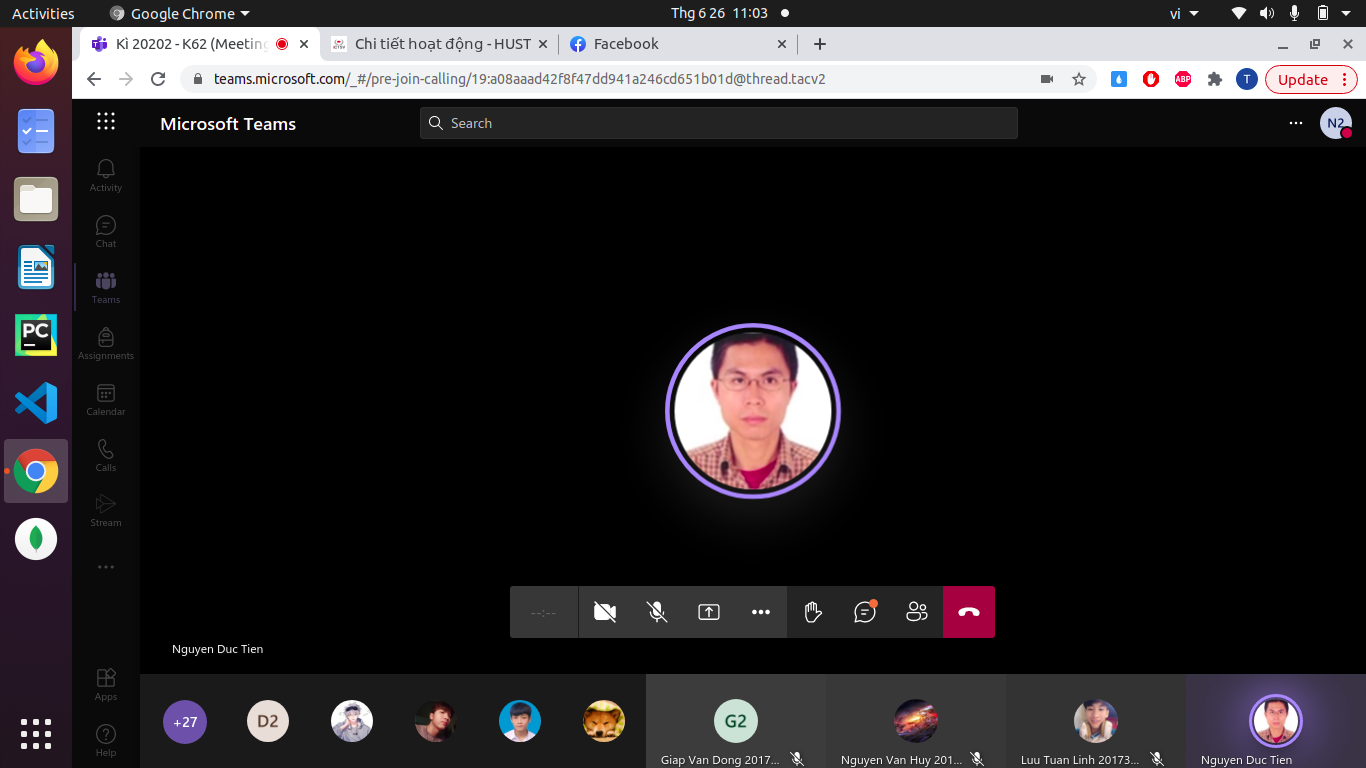 Activities
Google Chrome
Thg 6 26 11:03
vi
Kì 20202 - K62 (Meeting
Chi tiết hoạt động - HUST
Facebook
teams.microsoft.com/_#/pre-join-calling/19:a08aaad42f8f47dd941a246cd651b01d@thread.tacv2
ABP
T
Update
Microsoft Teams
Search
N2
Activity
Chat
Teams
Assignments
Calendar
Calls
Stream
Apps
Help
PC
--:--
Nguyen Duc Tien
+27
D2
G2
Giap Van Dong 2017...
Nguyen Van Huy 201...
Luu Tuan Linh 20173...
Nguyen Duc Tien